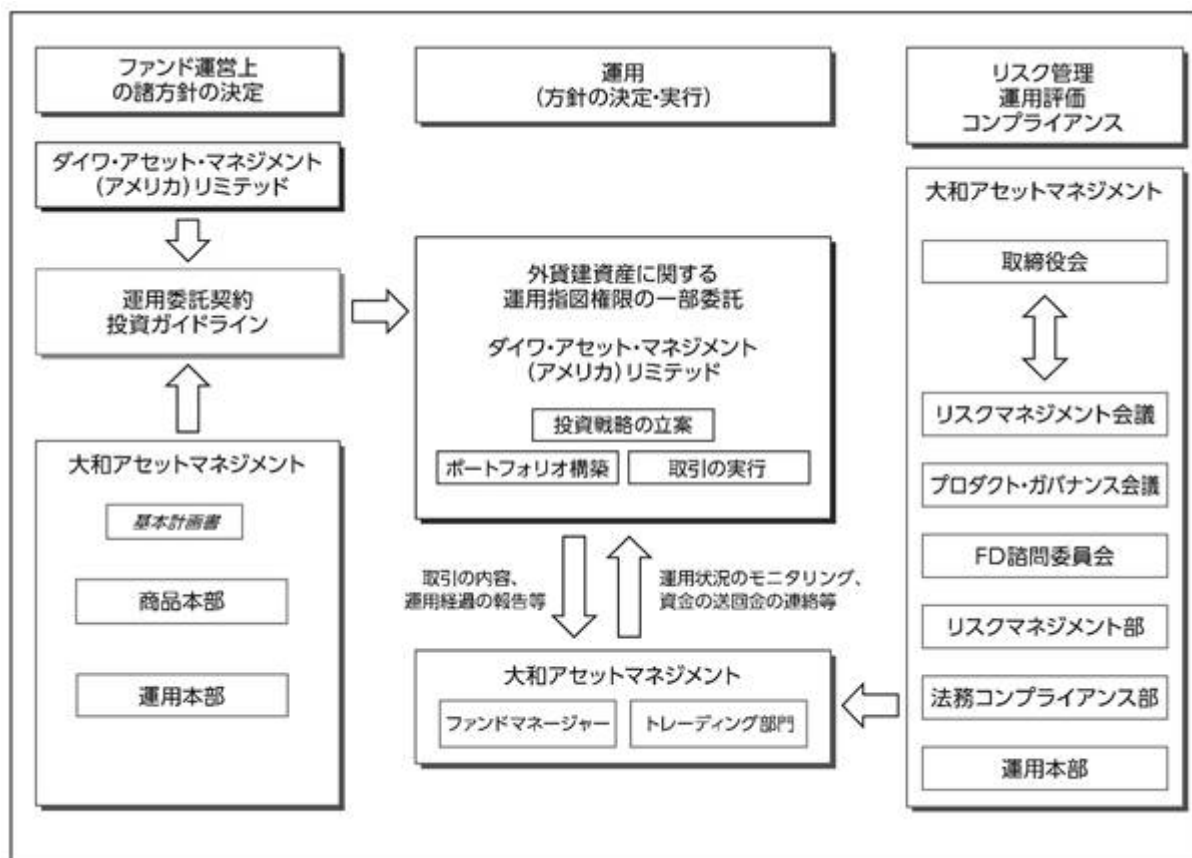 ファンド運営上
の諸方針の決定
ダイワ・アセット・マネジメント
(アメリカ)リミテッド
運用委託契約
投資ガイドライン
大和アセットマネジメント
基本計画書
商品本部
運用本部
運用
(方針の決定・実行)
外貨建資産に関する
運用指図権限の一部委託
ダイワ・アセット・マネジメント
(アメリカ)リミテッド
投資戦略の立案
ポートフォリオ構築
取引の実行
取引の内容、
運用経過の報告等
運用状況のモニタリング、
資金の送回金の連絡等
大和アセットマネジメント
ファンドマネージャー
トレーディング部門
リスク管理
運用評価
コンプライアンス
大和アセットマネジメント
取締役会
リスクマネジメント会議
プロダクト・ガバナンス会議
FD諮問委員会
リスクマネジメント部
法務コンプライアンス部
運用本部